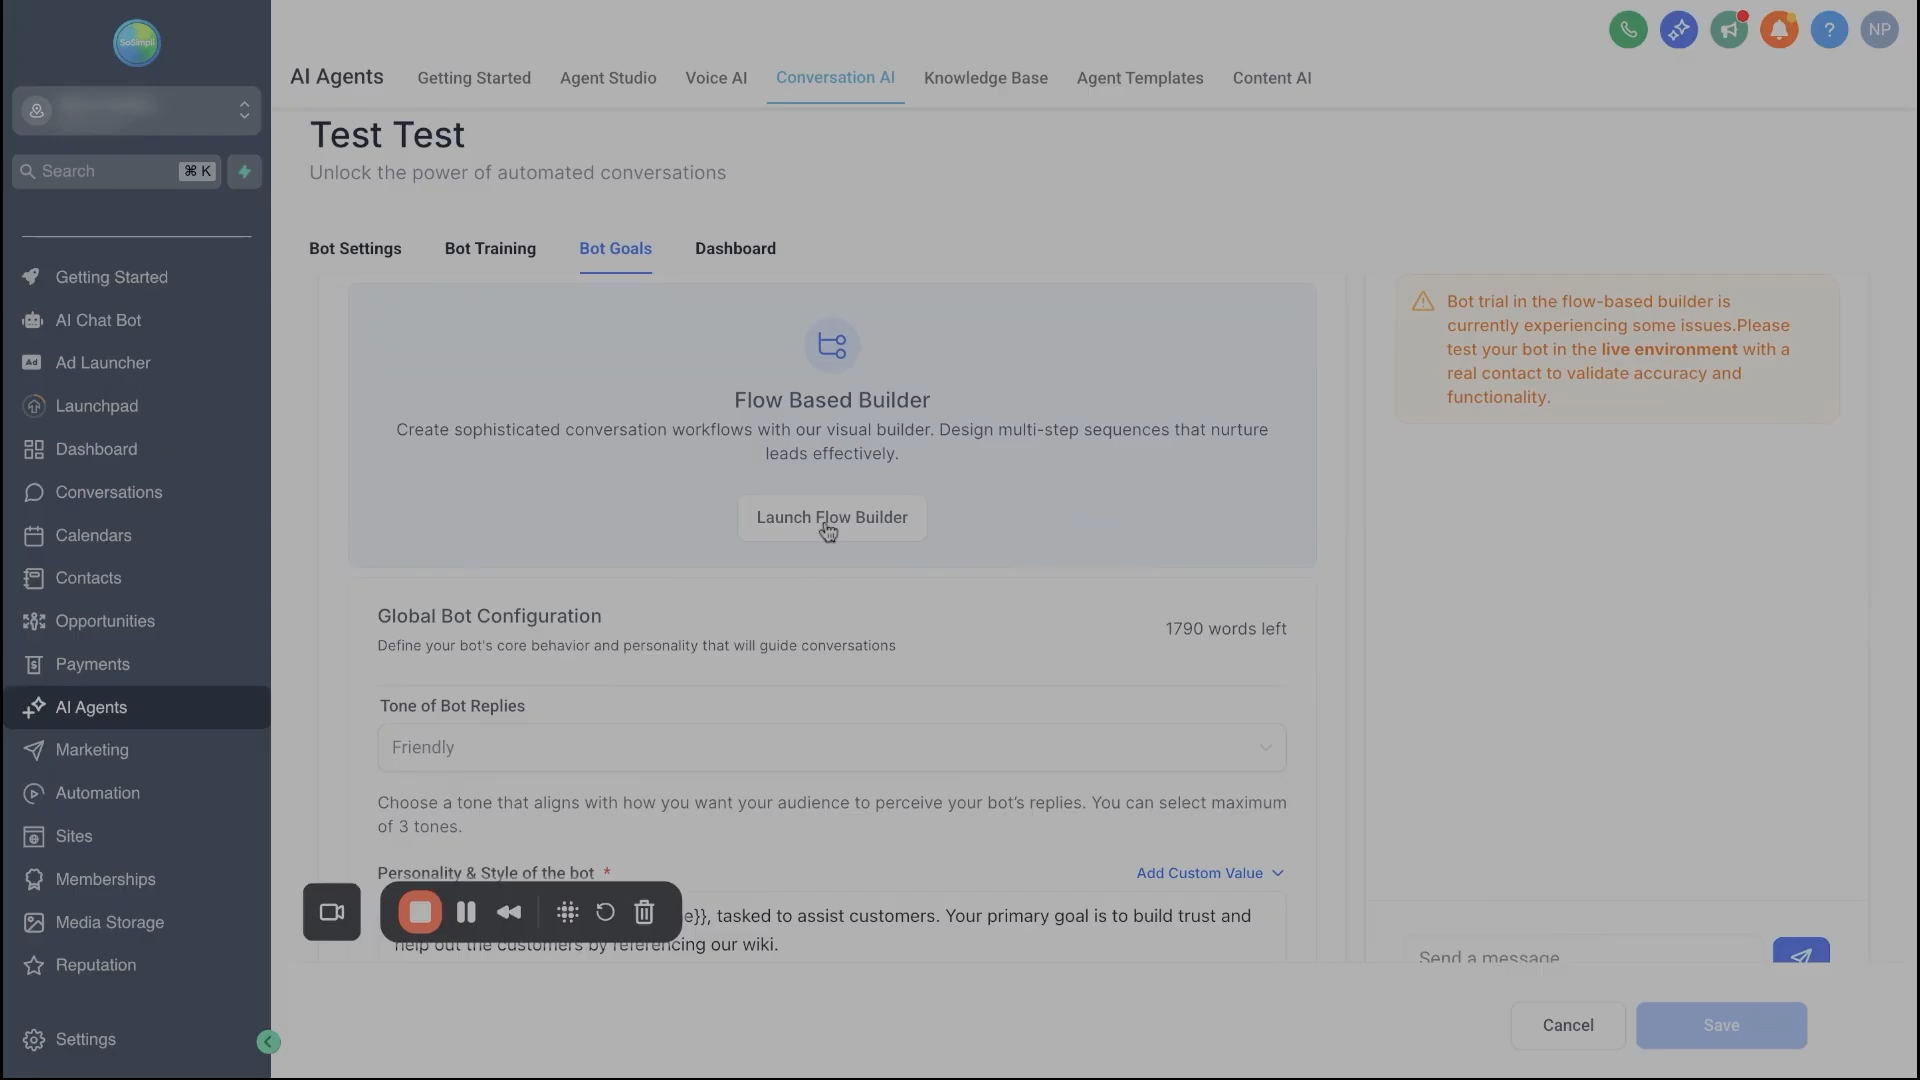 SoSimpli
Search
⌘ K
Getting Started
AI Chat Bot
Ad
Ad Launcher
Launchpad
Dashboard
Conversations
Calendars
Contacts
Opportunities
Payments
AI Agents
Marketing
Automation
Sites
Memberships
Media Storage
Reputation
Settings
AI Agents
Getting Started
Agent Studio
Voice AI
Conversation AI
Knowledge Base
Agent Templates
Content AI
?
NP
Test Test
Unlock the power of automated conversations
Bot Settings
Bot Training
Bot Goals
Dashboard
Flow Based Builder
Create sophisticated conversation workflows with our visual builder. Design multi-step sequences that nurture
leads effectively.
Launch Flow Builder
Global Bot Configuration
Define your bot's core behavior and personality that will guide conversations
1790 words left
Tone of Bot Replies
Friendly
Choose a tone that aligns with how you want your audience to perceive your bot's replies. You can select maximum
of 3 tones.
Personality & Style of the bot *
Add Custom Value
e}}, tasked to assist customers. Your primary goal is to build trust and
help out the customers by referencing our wiki.
Bot trial in the flow-based builder is
currently experiencing some issues.Please
test your bot in the live environment with a
real contact to validate accuracy and
functionality.
Send a message
Cancel
Save